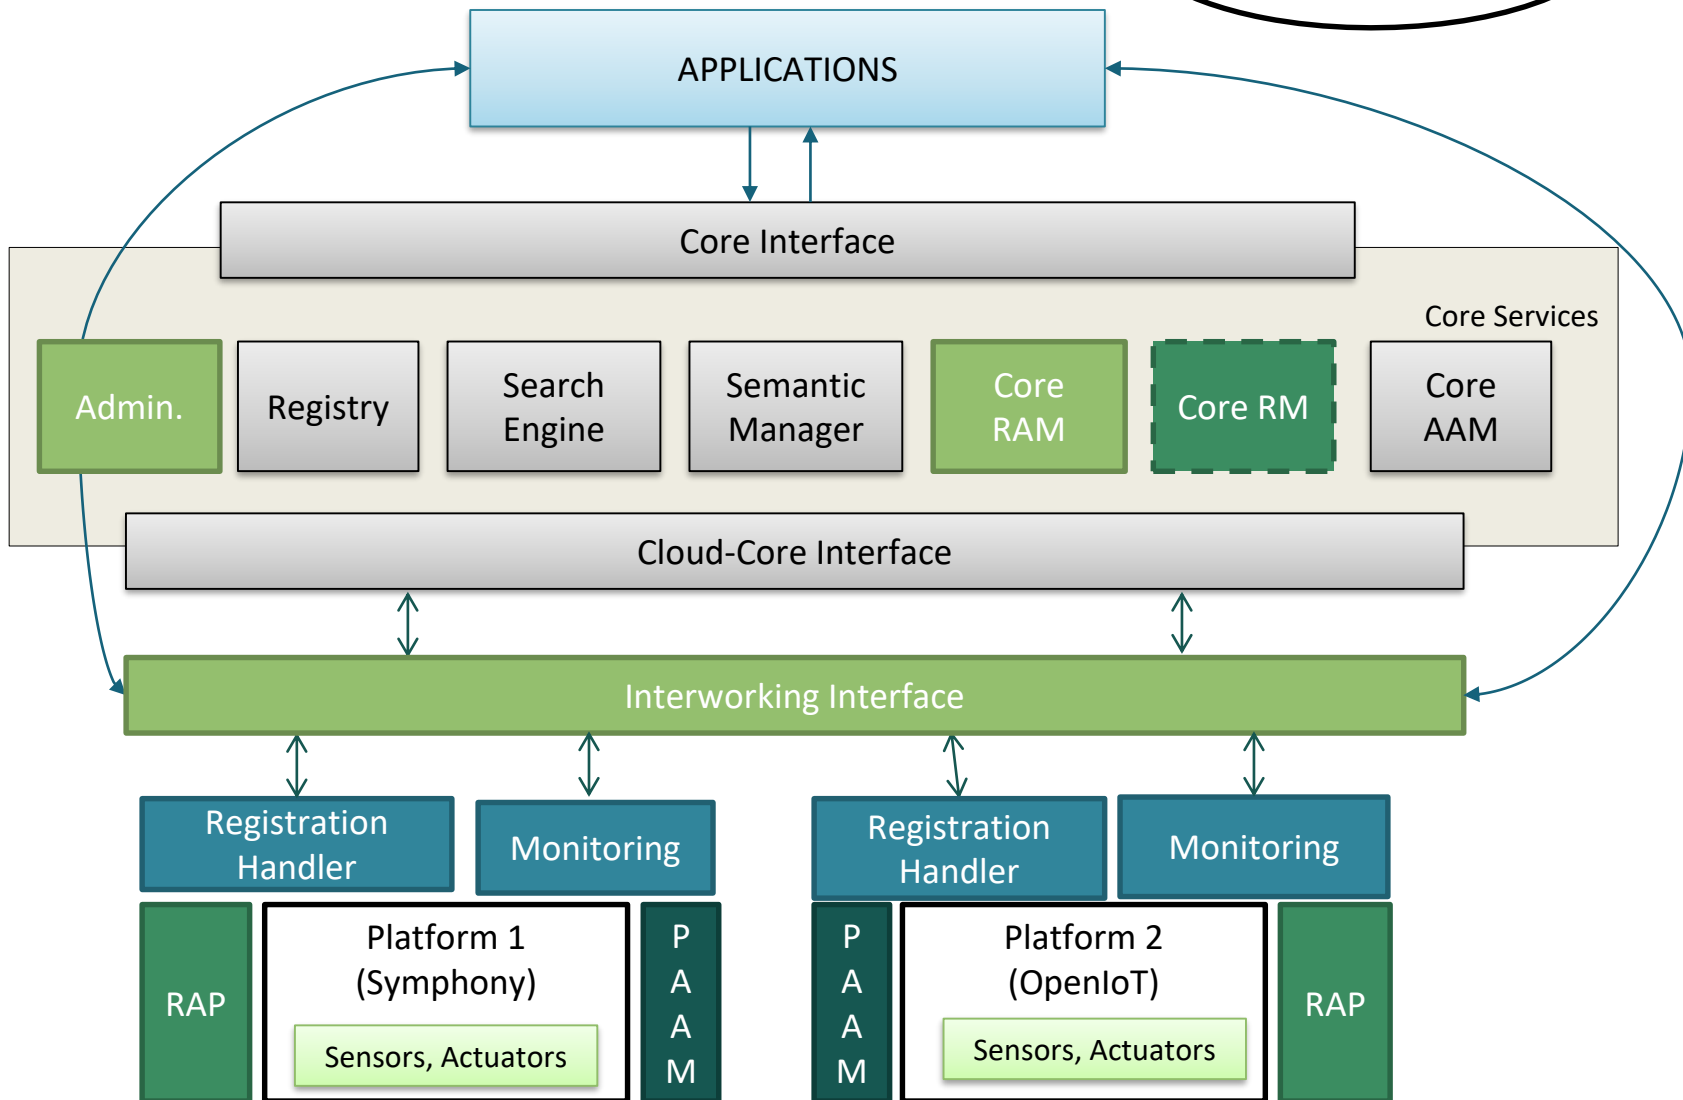 APPLICATIONS
Core Interface
Core Services
Admin.
Registry
Search
Engine
Semantic
Manager
Core
RAM
Core RM
Core
AAM
Cloud-Core Interface
Interworking Interface
Registration
Handler
Monitoring
Registration
Handler
Monitoring
RAP
Platform 1
(Symphony)
Sensors, Actuators
P
A
A
M
P
A
A
M
Platform 2
(OpenIoT)
Sensors, Actuators
RAP